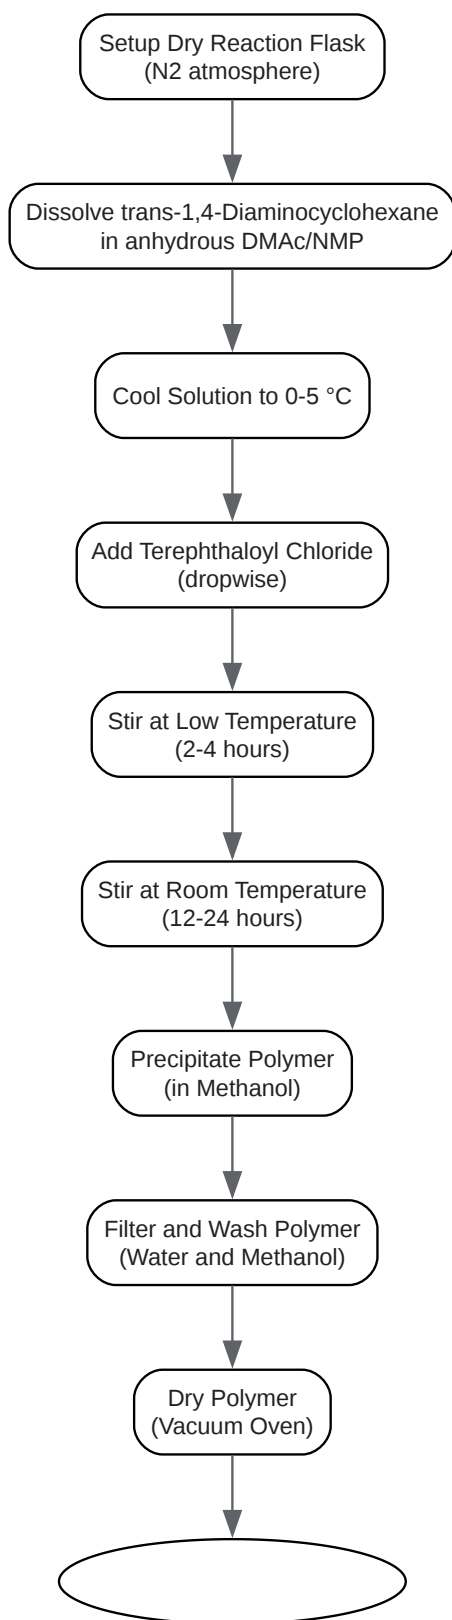 Setup Dry Reaction Flask
(N2 atmosphere)
Dissolve trans-1,4-Diaminocyclohexane
in anhydrous DMAc/NMP
Cool Solution to 0-5 °C
Add Terephthaloyl Chloride
(dropwise)
Stir at Low Temperature
(2-4 hours)
Stir at Room Temperature
(12-24 hours)
Precipitate Polymer
(in Methanol)
Filter and Wash Polymer
(Water and Methanol)
Dry Polymer
(Vacuum Oven)